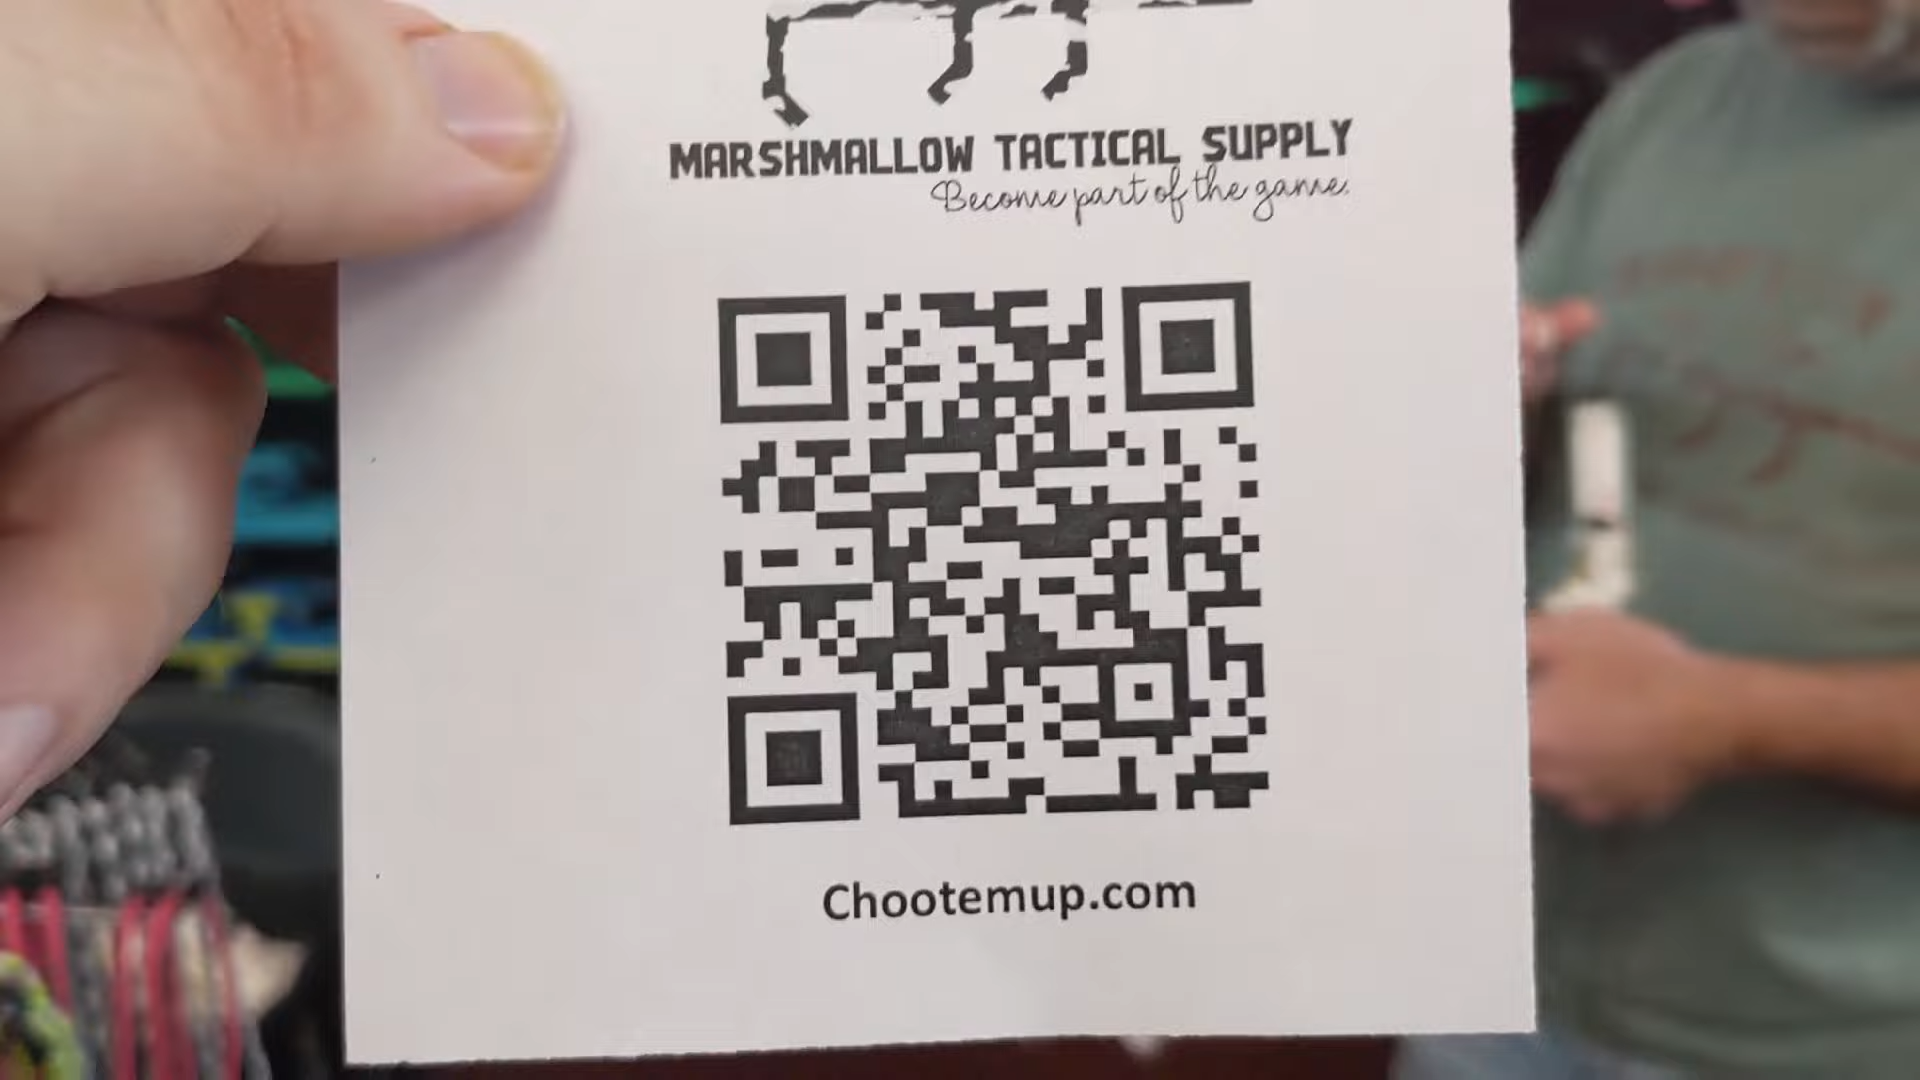 MARSHMALLOW TACTICAL SUPPLY
Become part of the game.
Chootemup.com